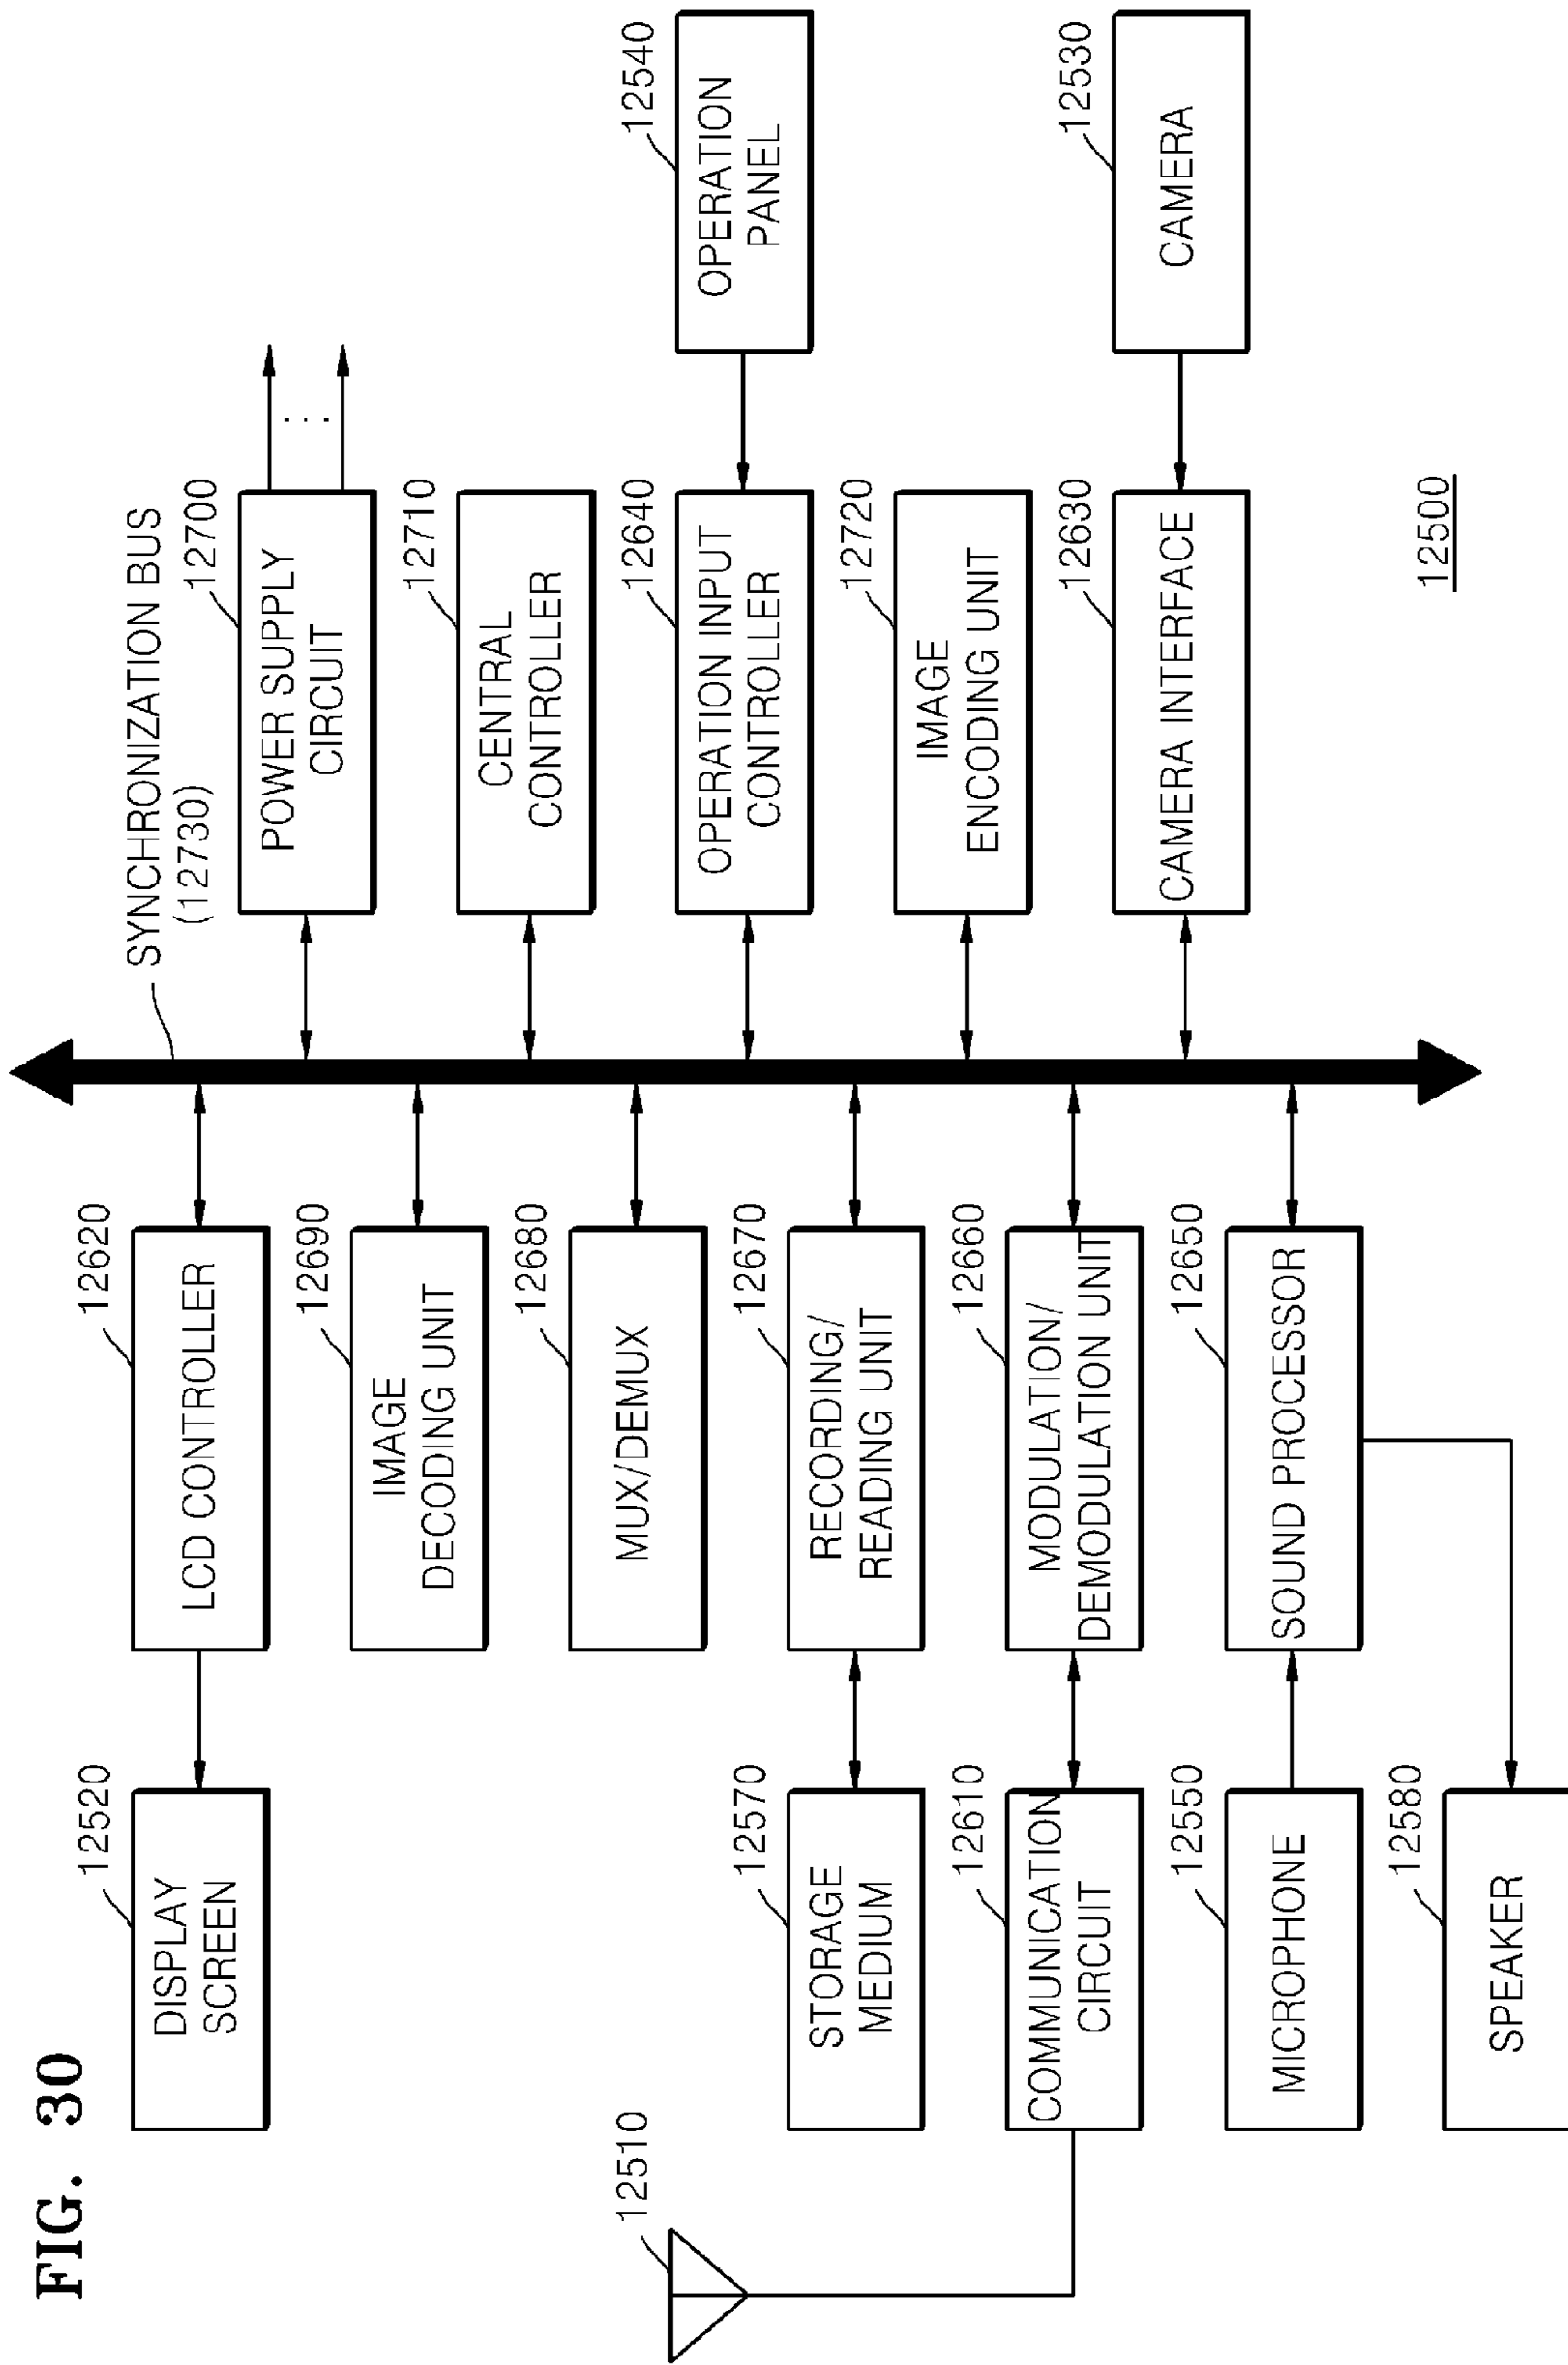 FIG. 30
12510
DISPLAY
SCREEN
12520
LCD CONTROLLER
12620
SYNCHRONIZATION BUS
(12730)
POWER SUPPLY
CIRCUIT
12700
...
IMAGE
DECODING UNIT
12690
CENTRAL
CONTROLLER
12710
MUX/DEMUX
12680
OPERATION INPUT
CONTROLLER
12640
OPERATION
PANEL
12540
STORAGE
MEDIUM
12570
RECORDING/
READING UNIT
12670
IMAGE
ENCODING UNIT
12720
COMMUNICATION
CIRCUIT
12610
MODULATION/
DEMODULATION UNIT
12660
CAMERA INTERFACE
12630
CAMERA
12530
MICROPHONE
12550
SOUND PROCESSOR
12650
SPEAKER
12580
12500